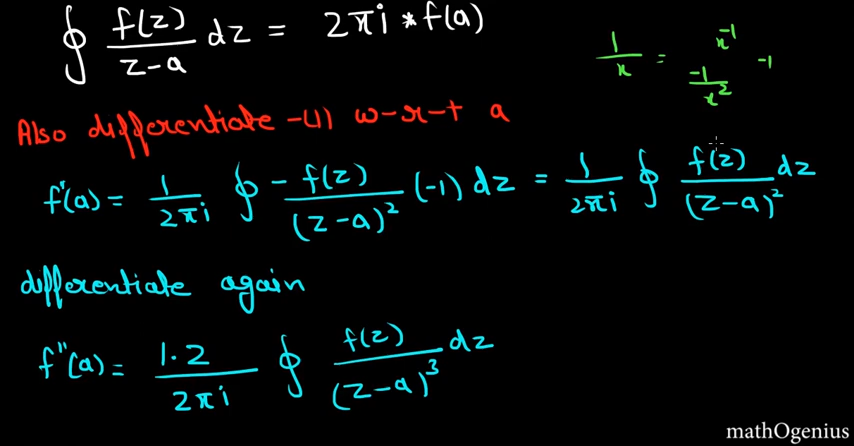 ∮ f(z)/(z-a) dz = 2πi * f(a)
1/x = x^-1
-1/x^2 -1
Also differentiate -(1) w-r-t a
f'(a) = 1/2πi ∮ -f(z)/(z-a)^2 (-1) dz = 1/2πi ∮ f(z)/(z-a)^2 dz
differentiate again
f''(a) = 1.2/2πi ∮ f(z)/(z-a)^3 dz
mathOgenius